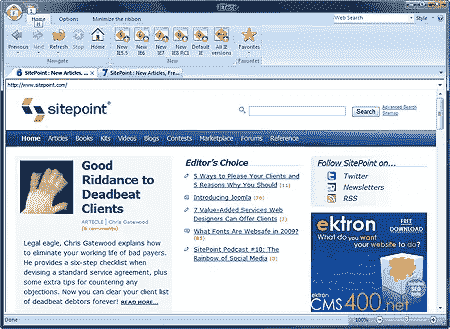 IETester
Home
Options
Minimize the ribbon
Web Search
Style
Previous
Next
Refresh
Stop
Home
New IE5.5
New IE6
New IE7
New IE8 RC1
Default IE
All IE versions
Favorites
Navigate
New
Favorites
SitePoint : New Articles, ...
SitePoint : New Articles, Fre...
http://www.sitepoint.com/
sitepoint
Search
Advanced Search
Sitemap
Home Articles Books Kits Videos Blogs Contests Marketplace Forums Reference
Good
Riddance to
Deadbeat
Clients
ARTICLE | Chris Gatewood
Legal eagle, Chris Gatewood explains how
to eliminate your working life of bad payers.
He provides a six-step checklist when
devising a standard service agreement, plus
some extra tips for countering any
objections. Now you can clear your client
list of deadbeat debtors forever! READ MORE...
Editor's Choice
5 Ways to Please Your Clients and
5 Reasons Why You Should
Introducing Joomla
7 Value-Added Services Web
Designers Can Offer Clients
What Fonts Are Websafe in 2009?
SitePoint Podcast #10: The
Rainbow of Social Media
Follow SitePoint on...
Twitter
Newsletters
RSS
ektron
FREE
DOWNLOAD
What do you want
your website to do?
ektron
CMS400.net
Done
100%